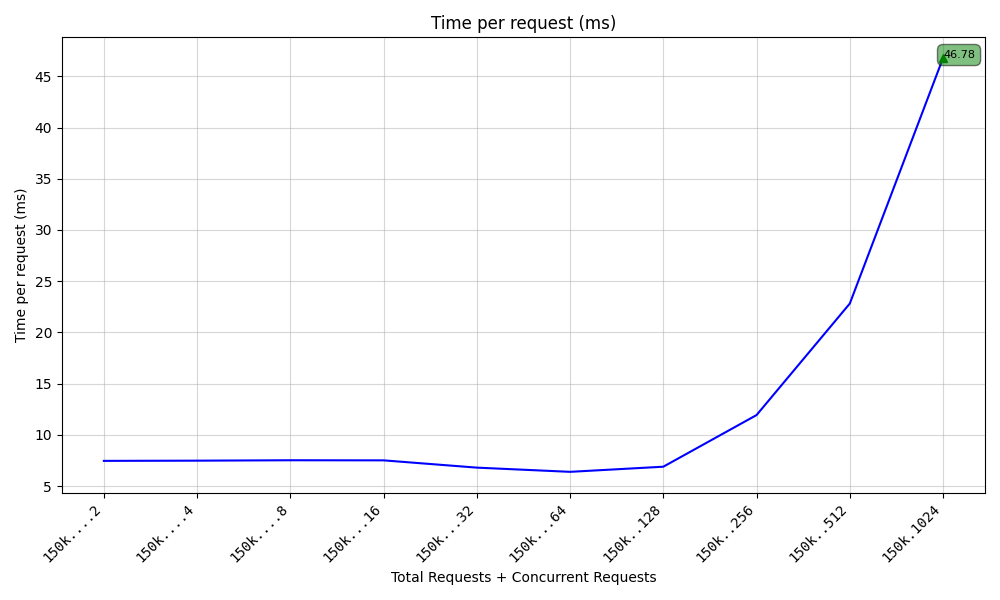 Time per request (ms)
46.78
Time per request (ms)
45
40
35
30
25
20
15
10
5
150k....2
150k....4
150k....8
150k...16
150k...32
150k...64
150k..128
150k..256
150k..512
150k.1024
Total Requests + Concurrent Requests